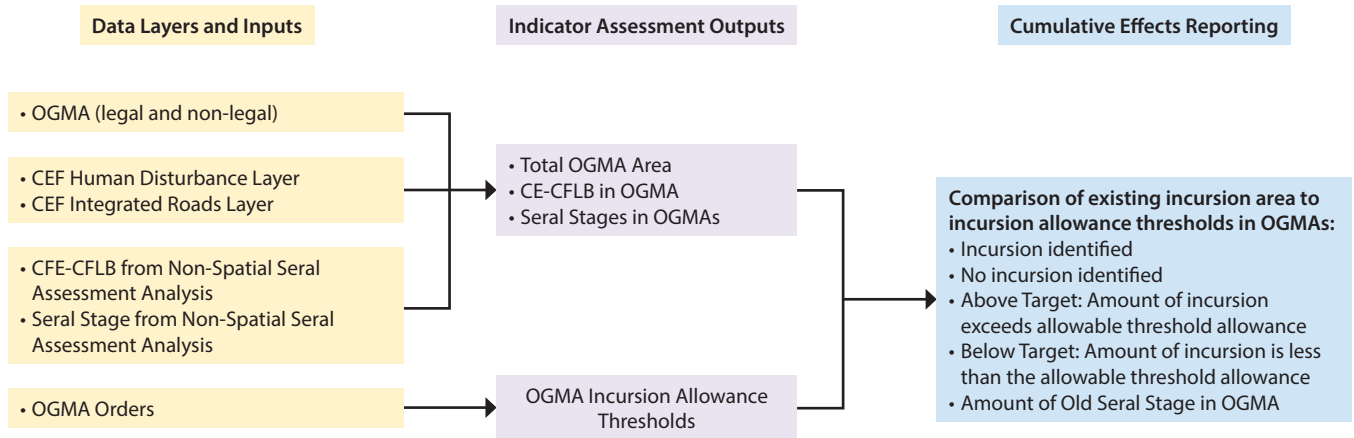 Data Layers and Inputs
• OGMA (legal and non-legal)
• CEF Human Disturbance Layer
• CEF Integrated Roads Layer
• CFE-CFLB from Non-Spatial Seral
Assessment Analysis
• Seral Stage from Non-Spatial Seral
Assessment Analysis
• OGMA Orders
Indicator Assessment Outputs
• Total OGMA Area
• CE-CFLB in OGMA
• Seral Stages in OGMAs
OGMA Incursion Allowance
Thresholds
Cumulative Effects Reporting
Comparison of existing incursion area to
incursion allowance thresholds in OGMAs:
• Incursion identified
• No incursion identified
• Above Target: Amount of incursion
exceeds allowable threshold allowance
• Below Target: Amount of incursion is less
than the allowable threshold allowance
• Amount of Old Seral Stage in OGMA